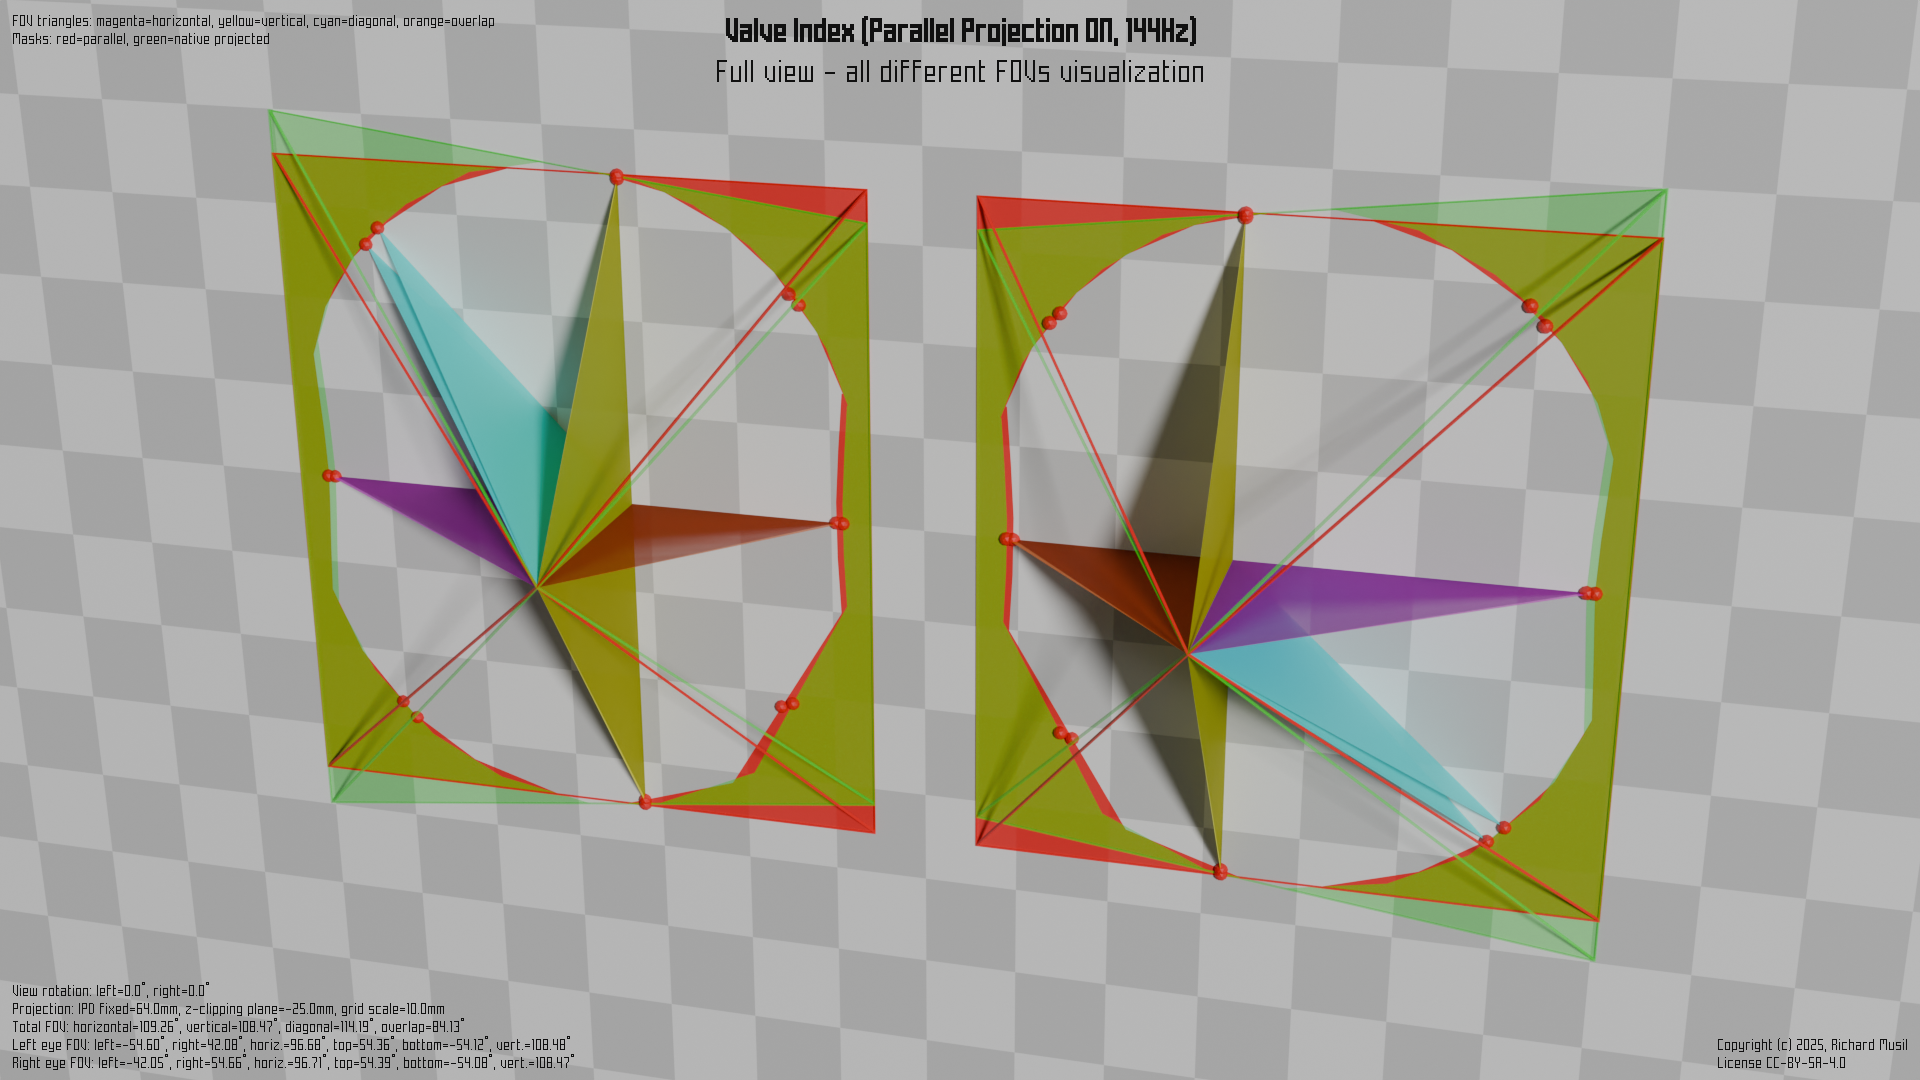 FOV triangles: magenta=horizontal, yellow=vertical, cyan=diagonal, orange=overlap
Masks: red=parallel, green=native projected
Valve Index (Parallel Projection ON, 144Hz)
Full view - all different FOVs visualization
View rotation: left=0.0°, right=0.0°
Projection: IPD fixed=64.0mm, z-clipping plane=-25.0mm, grid scale=10.0mm
Total FOV: horizontal=109.26°, vertical=108.47°, diagonal=114.19°, overlap=84.13°
Left eye FOV: left=-54.60°, right=42.08°, horiz.=96.68°, top=54.36°, bottom=-54.12°, vert.=108.48°
Right eye FOV: left=-42.05°, right=54.66°, horiz.=96.71°, top=54.39°, bottom=-54.08°, vert.=108.47°
Copyright (c) 2025, Richard Musil
License CC-BY-SA-4.0